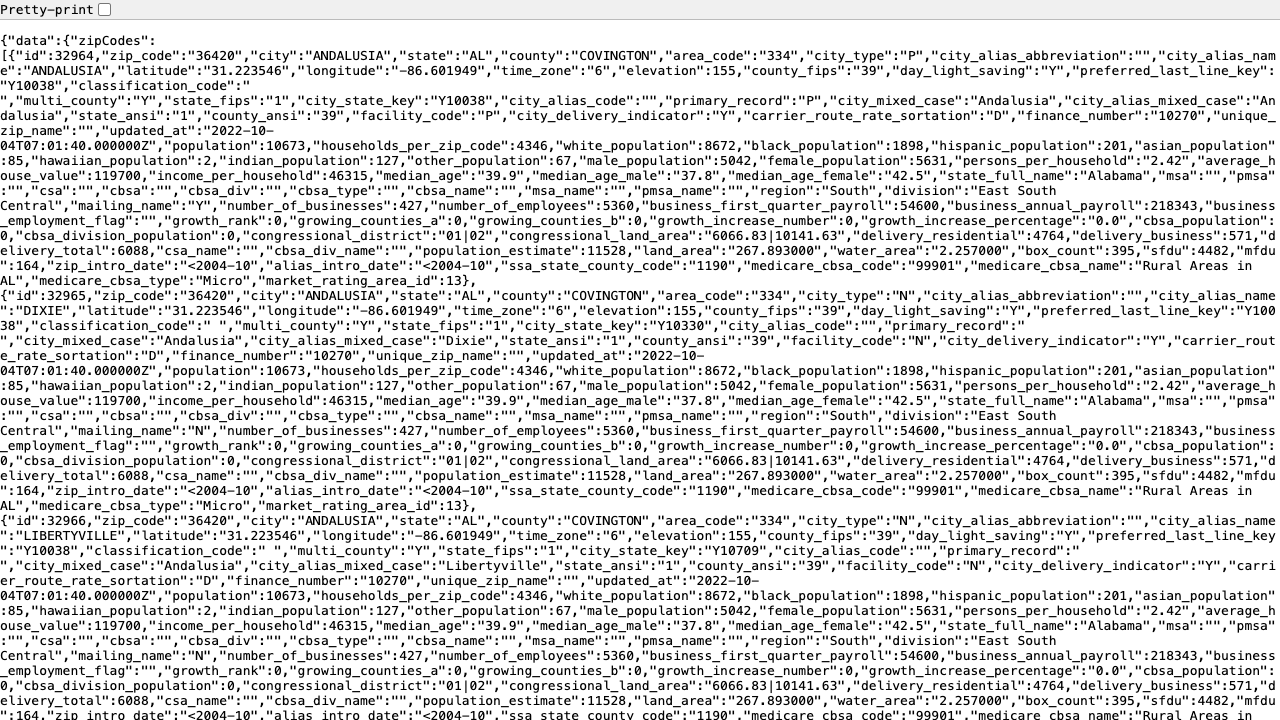 Pretty-print
{"data":{"zipCodes":
[{"id":32964,"zip_code":"36420","city":"ANDALUSIA","state":"AL","county":"COVINGTON","area_code":"334","city_type":"P","city_alias_abbreviation":"","city_alias_nam
e":"ANDALUSIA","latitude":"31.223546","longitude":"-86.601949","time_zone":"6","elevation":155,"county_fips":"39","day_light_saving":"Y","preferred_last_line_key":
"Y10038","classification_code":"
","multi_county":"Y","state_fips":"1","city_state_key":"Y10038","city_alias_code":"","primary_record":"P","city_mixed_case":"Andalusia","city_alias_mixed_case":"An
dalusia","state_ansi":"1","county_ansi":"39","facility_code":"P","city_delivery_indicator":"Y","carrier_route_rate_sortation":"D","finance_number":"10270","unique_
zip_name":"","updated_at":"2022-10-
04T07:01:40.000000Z","population":10673,"households_per_zip_code":4346,"white_population":8672,"black_population":1898,"hispanic_population":201,"asian_population"
:85,"hawaiian_population":2,"indian_population":127,"other_population":67,"male_population":5042,"female_population":5631,"persons_per_household":"2.42","average_h
ouse_value":119700,"income_per_household":46315,"median_age":"39.9","median_age_male":"37.8","median_age_female":"42.5","state_full_name":"Alabama","msa":"","pmsa"
:"","csa":"","cbsa":"","cbsa_div":"","cbsa_type":"","cbsa_name":"","msa_name":"","pmsa_name":"","region":"South","division":"East South
Central","mailing_name":"Y","number_of_businesses":427,"number_of_employees":5360,"business_first_quarter_payroll":54600,"business_annual_payroll":218343,"business
_employment_flag":"","growth_rank":0,"growing_counties_a":0,"growing_counties_b":0,"growth_increase_number":0,"growth_increase_percentage":"0.0","cbsa_population":
0,"cbsa_division_population":0,"congressional_district":"01|02","congressional_land_area":"6066.83|10141.63","delivery_residential":4764,"delivery_business":571,"d
elivery_total":6088,"csa_name":"","cbsa_div_name":"","population_estimate":11528,"land_area":"267.893000","water_area":"2.257000","box_count":395,"sfdu":4482,"mfdu
":164,"zip_intro_date":"<2004-10","alias_intro_date":"<2004-10","ssa_state_county_code":"1190","medicare_cbsa_code":"99901","medicare_cbsa_name":"Rural Areas in
AL","medicare_cbsa_type":"Micro","market_rating_area_id":13},
{"id":32965,"zip_code":"36420","city":"ANDALUSIA","state":"AL","county":"COVINGTON","area_code":"334","city_type":"N","city_alias_abbreviation":"","city_alias_name
":"DIXIE","latitude":"31.223546","longitude":"-86.601949","time_zone":"6","elevation":155,"county_fips":"39","day_light_saving":"Y","preferred_last_line_key":"Y100
38","classification_code":" ","multi_county":"Y","state_fips":"1","city_state_key":"Y10330","city_alias_code":"","primary_record":"
","city_mixed_case":"Andalusia","city_alias_mixed_case":"Dixie","state_ansi":"1","county_ansi":"39","facility_code":"N","city_delivery_indicator":"Y","carrier_rout
e_rate_sortation":"D","finance_number":"10270","unique_zip_name":"","updated_at":"2022-10-
04T07:01:40.000000Z","population":10673,"households_per_zip_code":4346,"white_population":8672,"black_population":1898,"hispanic_population":201,"asian_population"
:85,"hawaiian_population":2,"indian_population":127,"other_population":67,"male_population":5042,"female_population":5631,"persons_per_household":"2.42","average_h
ouse_value":119700,"income_per_household":46315,"median_age":"39.9","median_age_male":"37.8","median_age_female":"42.5","state_full_name":"Alabama","msa":"","pmsa"
:"","csa":"","cbsa":"","cbsa_div":"","cbsa_type":"","cbsa_name":"","msa_name":"","pmsa_name":"","region":"South","division":"East South
Central","mailing_name":"N","number_of_businesses":427,"number_of_employees":5360,"business_first_quarter_payroll":54600,"business_annual_payroll":218343,"business
_employment_flag":"","growth_rank":0,"growing_counties_a":0,"growing_counties_b":0,"growth_increase_number":0,"growth_increase_percentage":"0.0","cbsa_population":
0,"cbsa_division_population":0,"congressional_district":"01|02","congressional_land_area":"6066.83|10141.63","delivery_residential":4764,"delivery_business":571,"d
elivery_total":6088,"csa_name":"","cbsa_div_name":"","population_estimate":11528,"land_area":"267.893000","water_area":"2.257000","box_count":395,"sfdu":4482,"mfdu
":164,"zip_intro_date":"<2004-10","alias_intro_date":"<2004-10","ssa_state_county_code":"1190","medicare_cbsa_code":"99901","medicare_cbsa_name":"Rural Areas in
AL","medicare_cbsa_type":"Micro","market_rating_area_id":13},
{"id":32966,"zip_code":"36420","city":"ANDALUSIA","state":"AL","county":"COVINGTON","area_code":"334","city_type":"N","city_alias_abbreviation":"","city_alias_name
":"LIBERTYVILLE","latitude":"31.223546","longitude":"-86.601949","time_zone":"6","elevation":155,"county_fips":"39","day_light_saving":"Y","preferred_last_line_key
":"Y10038","classification_code":" ","multi_county":"Y","state_fips":"1","city_state_key":"Y10709","city_alias_code":"","primary_record":"
","city_mixed_case":"Andalusia","city_alias_mixed_case":"Libertyville","state_ansi":"1","county_ansi":"39","facility_code":"N","city_delivery_indicator":"Y","carri
er_route_rate_sortation":"D","finance_number":"10270","unique_zip_name":"","updated_at":"2022-10-
04T07:01:40.000000Z","population":10673,"households_per_zip_code":4346,"white_population":8672,"black_population":1898,"hispanic_population":201,"asian_population"
:85,"hawaiian_population":2,"indian_population":127,"other_population":67,"male_population":5042,"female_population":5631,"persons_per_household":"2.42","average_h
ouse_value":119700,"income_per_household":46315,"median_age":"39.9","median_age_male":"37.8","median_age_female":"42.5","state_full_name":"Alabama","msa":"","pmsa"
:"","csa":"","cbsa":"","cbsa_div":"","cbsa_type":"","cbsa_name":"","msa_name":"","pmsa_name":"","region":"South","division":"East South
Central","mailing_name":"N","number_of_businesses":427,"number_of_employees":5360,"business_first_quarter_payroll":54600,"business_annual_payroll":218343,"business
_employment_flag":"","growth_rank":0,"growing_counties_a":0,"growing_counties_b":0,"growth_increase_number":0,"growth_increase_percentage":"0.0","cbsa_population":
0,"cbsa_division_population":0,"congressional_district":"01|02","congressional_land_area":"6066.83|10141.63","delivery_residential":4764,"delivery_business":571,"d
elivery_total":6088,"csa_name":"","cbsa_div_name":"","population_estimate":11528,"land_area":"267.893000","water_area":"2.257000","box_count":395,"sfdu":4482,"mfdu
":164,"zip_intro_date":"<2004-10","alias_intro_date":"<2004-10","ssa_state_county_code":"1190","medicare_cbsa_code":"99901","medicare_cbsa_name":"Rural Areas in